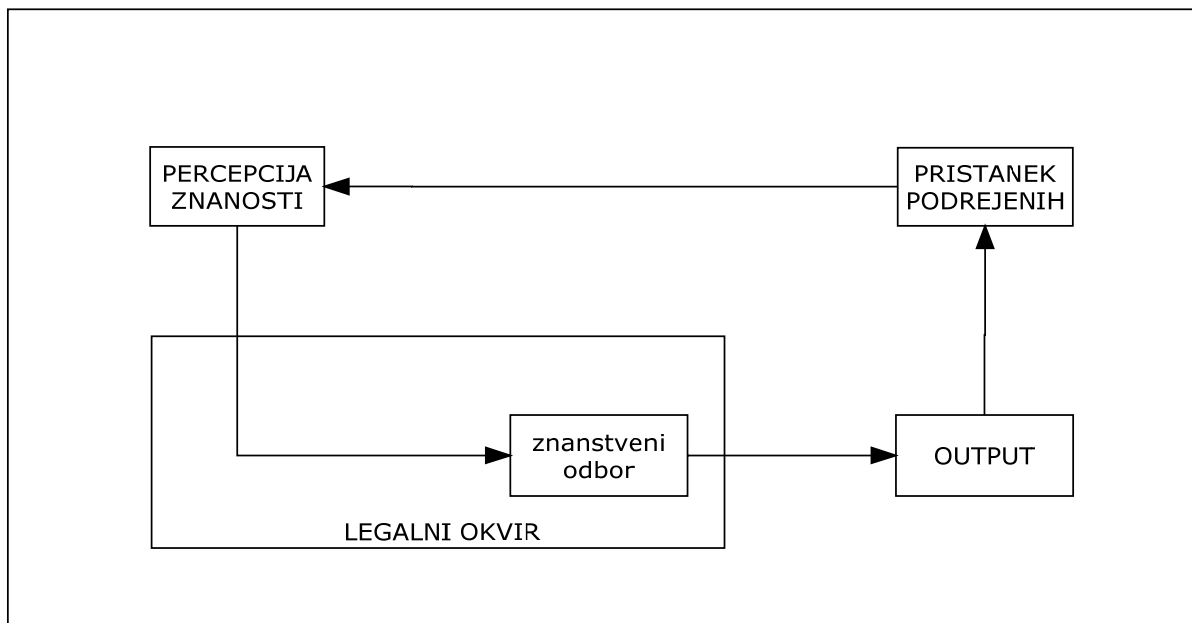 PERCEPCIJA
ZNANOSTI
PRISTANEK
PODREJENIH
znanstveni
odbor
OUTPUT
LEGALNI OKVIR